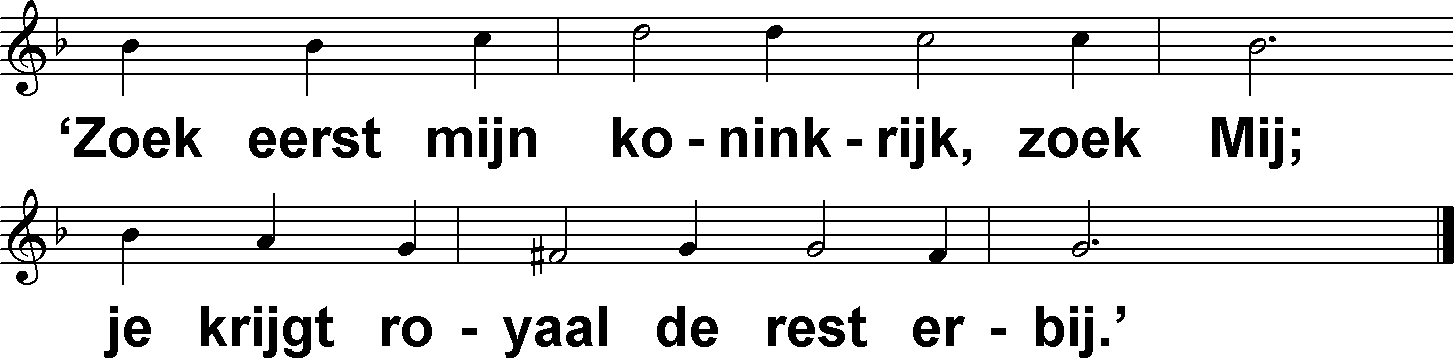 ‘Zoek eerst mijn ko - nink - rijk, zoek Mij;
je krijgt ro - yaal de rest er - bij.’